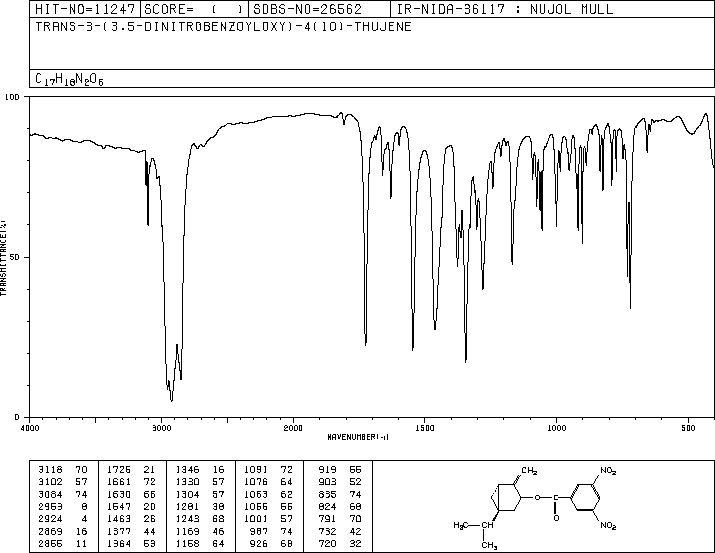 HIT-NO=11247 SCORE= ( ) SDBS-NO=26562 IR-NIDA-36117 : NUJOL MULL
TRANS-3-(3,5-DINITROBENZOYLOXY)-4(10)-THUJENE
C17H18N2O6
100
50
0
TRANSMITTANCE(%)
4000 3000 2000 1500 1000 500
WAVENUMBER(-1)
3118 70 1726 21 1346 16 1091 72 919 55
3102 57 1661 72 1330 57 1076 64 903 52
3084 74 1630 66 1304 57 1063 62 835 74
2953 8 1547 20 1281 38 1055 55 824 68
2924 4 1463 26 1243 68 1001 57 791 70
2869 16 1377 44 1169 46 987 74 732 42
2855 11 1364 53 1158 64 926 68 720 32
CH2
NO2
O C
O
NO2
H3C
CH3